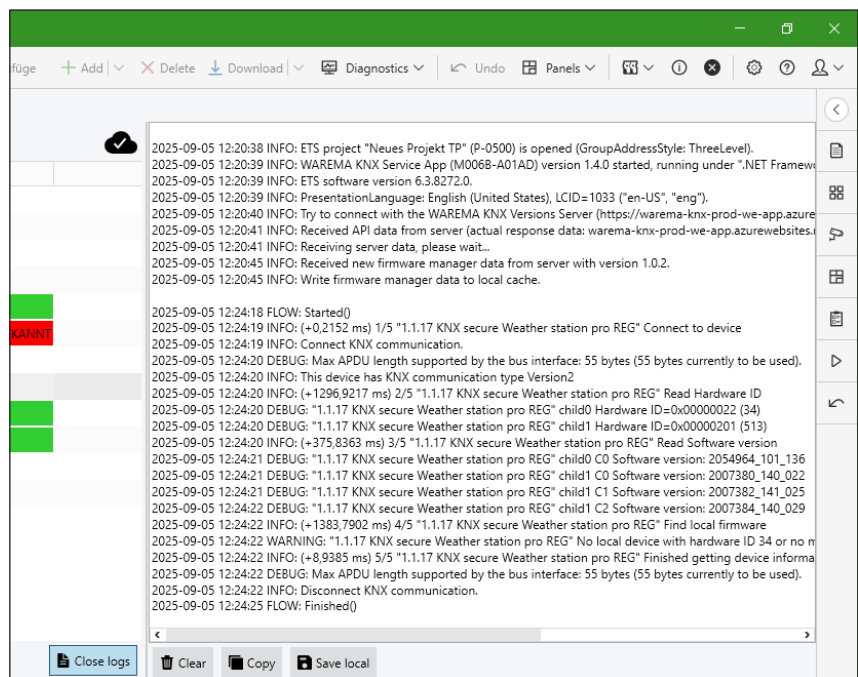 füge Add Delete Download Diagnostics Undo Panels
2025-09-05 12:20:38 INFO: ETS project "Neues Projekt TP" (P-0500) is opened (GroupAddressStyle: ThreeLevel).
2025-09-05 12:20:39 INFO: WAREMA KNX Service App (M006B-A01AD) version 1.4.0 started, running under ".NET Framew
2025-09-05 12:20:39 INFO: ETS software version 6.3.8272.0.
2025-09-05 12:20:39 INFO: PresentationLanguage: English (United States), LCID=1033 ("en-US", "eng").
2025-09-05 12:20:40 INFO: Try to connect with the WAREMA KNX Versions Server (https://warema-knx-prod-we-app.azure
2025-09-05 12:20:41 INFO: Received API data from server (actual response data: warema-knx-prod-we-app.azurewebsites.
2025-09-05 12:20:41 INFO: Receiving server data, please wait...
2025-09-05 12:20:45 INFO: Received new firmware manager data from server with version 1.0.2.
2025-09-05 12:20:45 INFO: Write firmware manager data to local cache.
2025-09-05 12:24:18 FLOW: Started()
2025-09-05 12:24:19 INFO: (+0,2152 ms) 1/5 "1.1.17 KNX secure Weather station pro REG" Connect to device
KANNT
2025-09-05 12:24:19 INFO: Connect KNX communication.
2025-09-05 12:24:20 DEBUG: Max APDU length supported by the bus interface: 55 bytes (55 bytes currently to be used).
2025-09-05 12:24:20 INFO: This device has KNX communication type Version2
2025-09-05 12:24:20 INFO: (+1296,9217 ms) 2/5 "1.1.17 KNX secure Weather station pro REG" Read Hardware ID
2025-09-05 12:24:20 DEBUG: "1.1.17 KNX secure Weather station pro REG" child0 Hardware ID=0x00000022 (34)
2025-09-05 12:24:20 DEBUG: "1.1.17 KNX secure Weather station pro REG" child1 Hardware ID=0x00000201 (513)
2025-09-05 12:24:20 INFO: (+375,8363 ms) 3/5 "1.1.17 KNX secure Weather station pro REG" Read Software version
2025-09-05 12:24:21 DEBUG: "1.1.17 KNX secure Weather station pro REG" child0 C0 Software version: 2054964_101_136
2025-09-05 12:24:21 DEBUG: "1.1.17 KNX secure Weather station pro REG" child1 C0 Software version: 2007380_140_022
2025-09-05 12:24:21 DEBUG: "1.1.17 KNX secure Weather station pro REG" child1 C1 Software version: 2007382_141_025
2025-09-05 12:24:22 DEBUG: "1.1.17 KNX secure Weather station pro REG" child1 C2 Software version: 2007384_140_029
2025-09-05 12:24:22 INFO: (+1383,7902 ms) 4/5 "1.1.17 KNX secure Weather station pro REG" Find local firmware
2025-09-05 12:24:22 WARNING: "1.1.17 KNX secure Weather station pro REG" No local device with hardware ID 34 or no m
2025-09-05 12:24:22 INFO: (+8,9385 ms) 5/5 "1.1.17 KNX secure Weather station pro REG" Finished getting device informa
2025-09-05 12:24:22 DEBUG: Max APDU length supported by the bus interface: 55 bytes (55 bytes currently to be used).
2025-09-05 12:24:22 INFO: Disconnect KNX communication.
2025-09-05 12:24:25 FLOW: Finished()
Close logs Clear Copy Save local